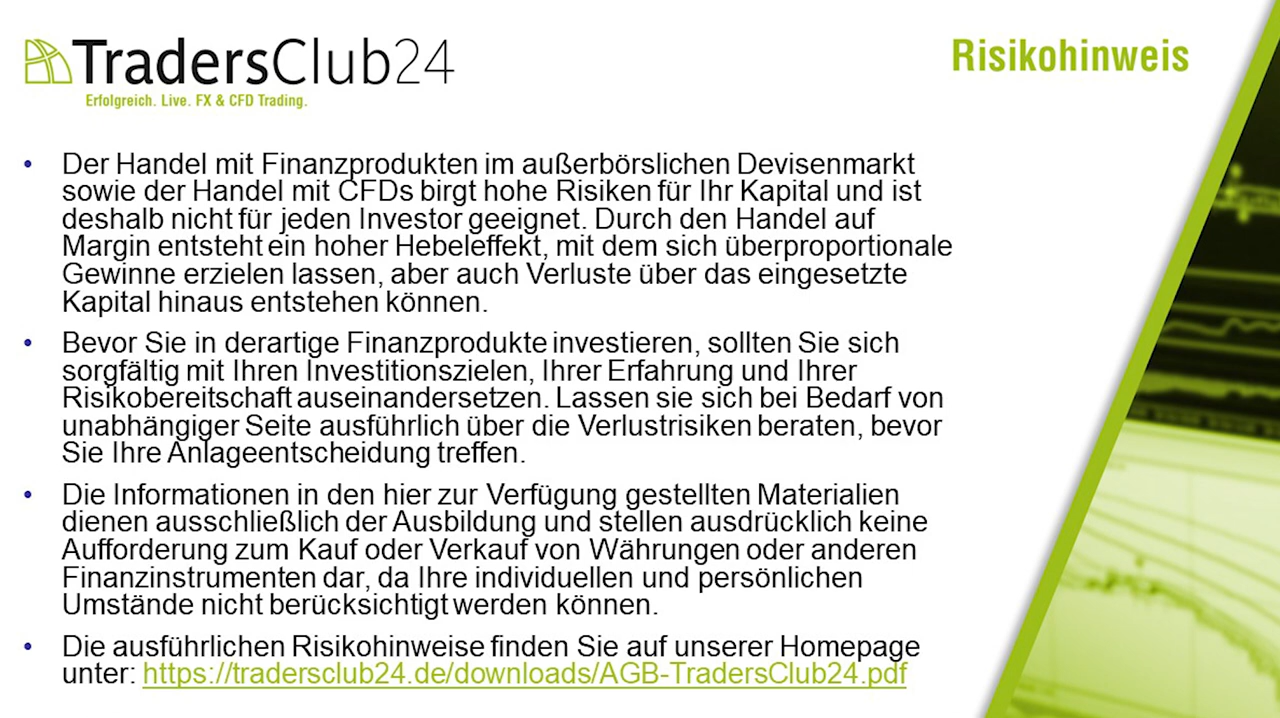 TradersClub24
Erfolgreich. Live. FX & CFD Trading.
Risikohinweis
• Der Handel mit Finanzprodukten im außerbörslichen Devisenmarkt
sowie der Handel mit CFDs birgt hohe Risiken für Ihr Kapital und ist
deshalb nicht für jeden Investor geeignet. Durch den Handel auf
Margin entsteht ein hoher Hebeleffekt, mit dem sich überproportionale
Gewinne erzielen lassen, aber auch Verluste über das eingesetzte
Kapital hinaus entstehen können.
• Bevor Sie in derartige Finanzprodukte investieren, sollten Sie sich
sorgfältig mit Ihren Investitionszielen, Ihrer Erfahrung und Ihrer
Risikobereitschaft auseinandersetzen. Lassen sie sich bei Bedarf von
unabhängiger Seite ausführlich über die Verlustrisiken beraten, bevor
Sie Ihre Anlageentscheidung treffen.
• Die Informationen in den hier zur Verfügung gestellten Materialien
dienen ausschließlich der Ausbildung und stellen ausdrücklich keine
Aufforderung zum Kauf oder Verkauf von Währungen oder anderen
Finanzinstrumenten dar, da Ihre individuellen und persönlichen
Umstände nicht berücksichtigt werden können.
• Die ausführlichen Risikohinweise finden Sie auf unserer Homepage
unter: https://tradersclub24.de/downloads/AGB-TradersClub24.pdf